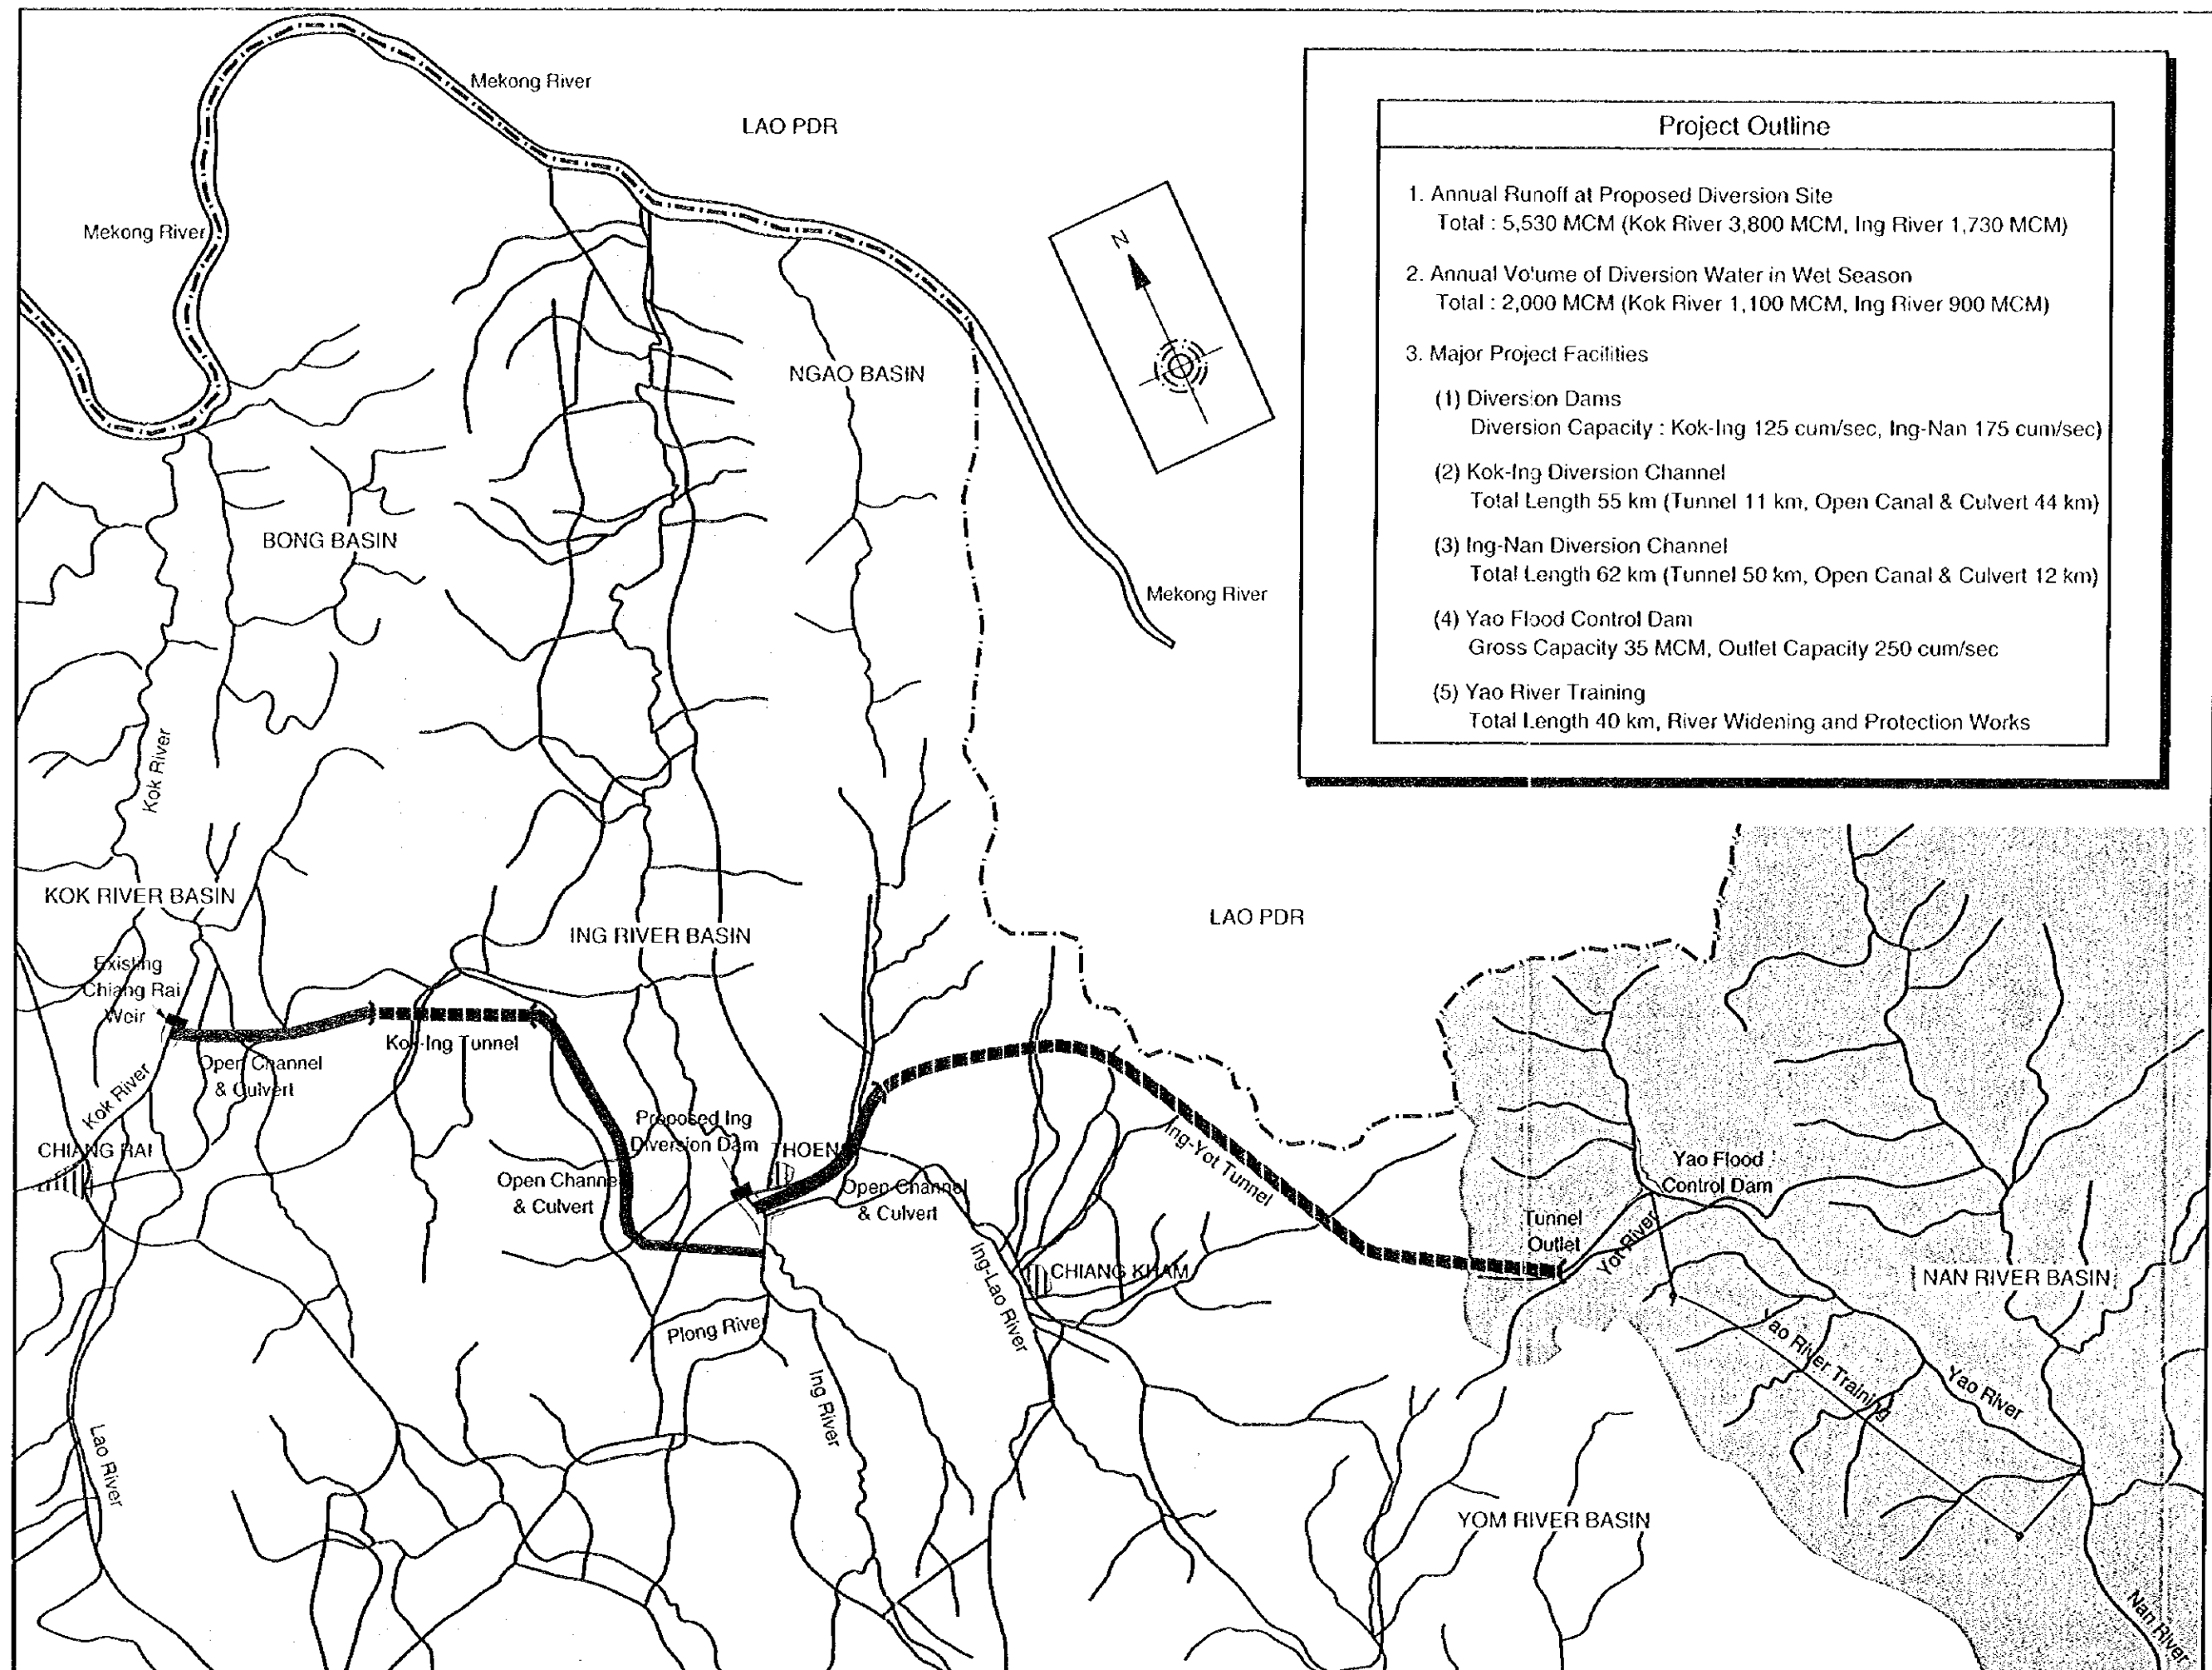 Mekong River
LAO PDR
Mekong River
N
NGAO BASIN
BONG BASIN
Mekong River
Kok River
Project Outline
1. Annual Runoff at Proposed Diversion Site
Total : 5,530 MCM (Kok River 3,800 MCM, Ing River 1,730 MCM)
2. Annual Volume of Diversion Water in Wet Season
Total : 2,000 MCM (Kok River 1,100 MCM, Ing River 900 MCM)
3. Major Project Facilities
(1) Diversion Dams
Diversion Capacity : Kok-Ing 125 cum/sec, Ing-Nan 175 cum/sec)
(2) Kok-Ing Diversion Channel
Total Length 55 km (Tunnel 11 km, Open Canal & Culvert 44 km)
(3) Ing-Nan Diversion Channel
Total Length 62 km (Tunnel 50 km, Open Canal & Culvert 12 km)
(4) Yao Flood Control Dam
Gross Capacity 35 MCM, Outlet Capacity 250 cum/sec
(5) Yao River Training
Total Length 40 km, River Widening and Protection Works
KOK RIVER BASIN
ING RIVER BASIN
LAO PDR
Existing
Chiang Rai
Weir
Kok-Ing Tunnel
Open Channel
& Culvert
Kok River
CHIANG RAI
Proposed Ing
Diversion Dam
THOENG
Open Channel
& Culvert
Open Channel
& Culvert
Ing-Yot Tunnel
Yao Flood
Control Dam
Tunnel
Outlet
Yot River
Ing-Lao River
CHIANG KHAM
NAN RIVER BASIN
Plong River
Ing River
Yao River Training
Yao River
Lao River
YOM RIVER BASIN
Nan River